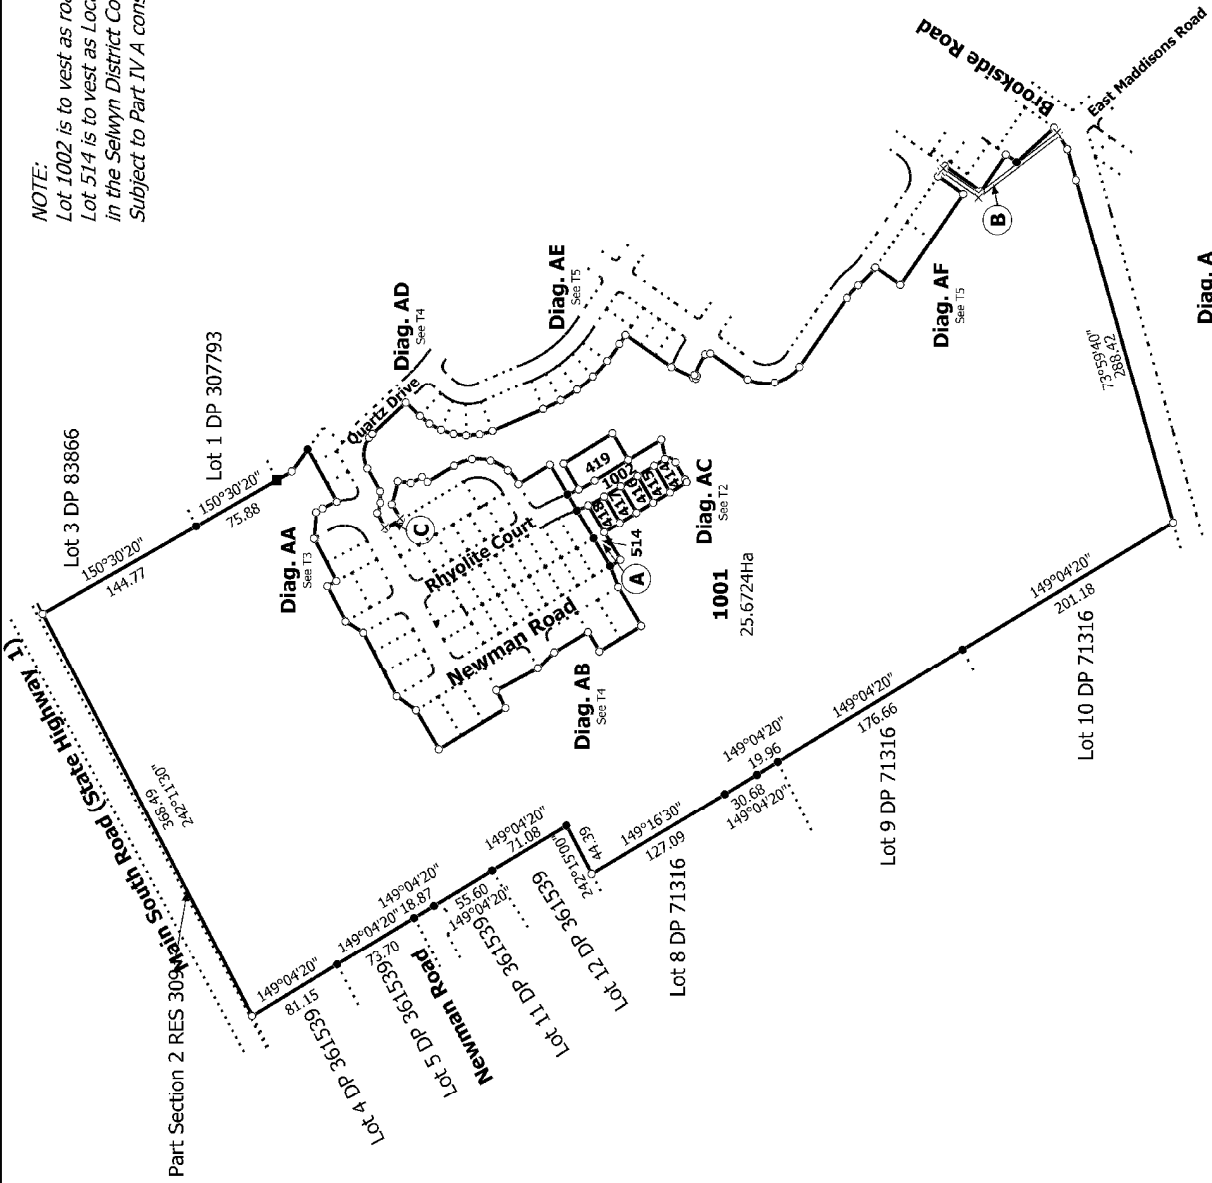 NOTE:
Lot 1002 is to vest as
Lot 514 is to vest as
in the Selwyn District
Subject to Part IV A
Brookside Road
East Maddisons Road
Lot 3 DP 83866
Lot 1 DP 307793
150°30'20"
144.77
150°30'20"
75.88
Main South Road (State Highway 1)
368.49
242°11'30"
Part Section 2 RES
Diag. AA
See T3
Diag. AD
See T4
Diag. AE
See T5
Quartz Drive
Diag. AF
See T5
B
C
Rhyolite Court
Newman Road
Diag. AB
See T4
419
1002
418
417
416
415
414
514
A
Diag. AC
See T2
1001
25.6724Ha
73°59'40"
288.42
Diag. A
149°04'20"
81.15
149°04'20"
73.70
149°04'20"
18.87
55.60
149°04'20"
149°04'20"
71.08
242°15'00"
44.39
149°16'30"
127.09
30.68
149°04'20"
149°04'20"
19.96
149°04'20"
176.66
149°04'20"
201.18
Lot 4 DP 361539
Lot 5 DP 361539
Newman Road
Lot 11 DP 361539
Lot 12 DP 361539
Lot 8 DP 71316
Lot 9 DP 71316
Lot 10 DP 71316